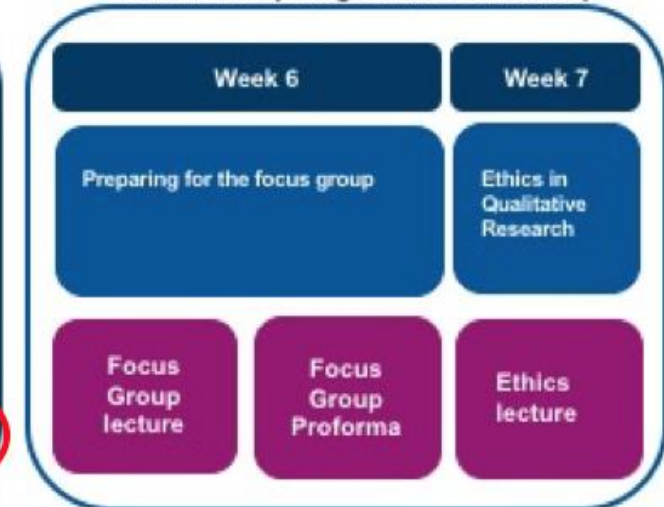 Week 6
Week 7
Preparing for the focus group
Ethics in
Qualitative
Research
Focus
Group
lecture
Focus
Group
Proforma
Ethics
lecture